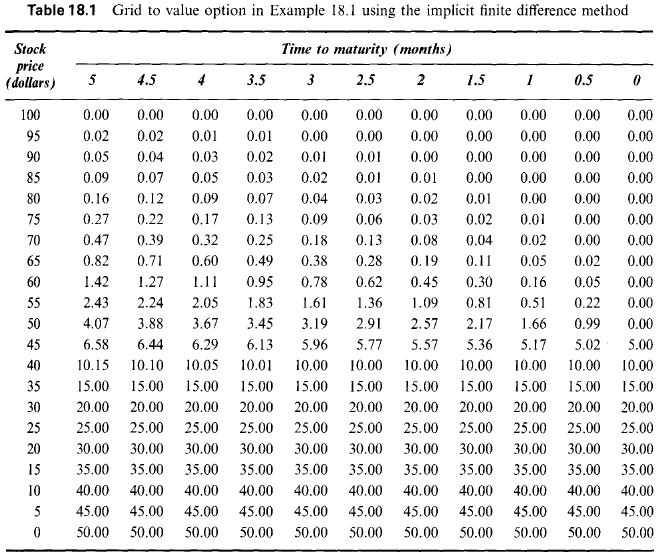 Table 18.1 Grid to value option in Example 18.1 using the implicit finite difference method
Stock price (dollars) Time to maturity (months)
5 4.5 4 3.5 3 2.5 2 1.5 1 0.5 0
100 0.00 0.00 0.00 0.00 0.00 0.00 0.00 0.00 0.00 0.00 0.00
95 0.02 0.02 0.01 0.01 0.00 0.00 0.00 0.00 0.00 0.00 0.00
90 0.05 0.04 0.03 0.02 0.01 0.01 0.00 0.00 0.00 0.00 0.00
85 0.09 0.07 0.05 0.03 0.02 0.01 0.01 0.00 0.00 0.00 0.00
80 0.16 0.12 0.09 0.07 0.04 0.03 0.02 0.01 0.00 0.00 0.00
75 0.27 0.22 0.17 0.13 0.09 0.06 0.03 0.02 0.01 0.00 0.00
70 0.47 0.39 0.32 0.25 0.18 0.13 0.08 0.04 0.02 0.00 0.00
65 0.82 0.71 0.60 0.49 0.38 0.28 0.19 0.11 0.05 0.02 0.00
60 1.42 1.27 1.11 0.95 0.78 0.62 0.45 0.30 0.16 0.05 0.00
55 2.43 2.24 2.05 1.83 1.61 1.36 1.09 0.81 0.51 0.22 0.00
50 4.07 3.88 3.67 3.45 3.19 2.91 2.57 2.17 1.66 0.99 0.00
45 6.58 6.44 6.29 6.13 5.96 5.77 5.57 5.36 5.17 5.02 5.00
40 10.15 10.10 10.05 10.01 10.00 10.00 10.00 10.00 10.00 10.00 10.00
35 15.00 15.00 15.00 15.00 15.00 15.00 15.00 15.00 15.00 15.00 15.00
30 20.00 20.00 20.00 20.00 20.00 20.00 20.00 20.00 20.00 20.00 20.00
25 25.00 25.00 25.00 25.00 25.00 25.00 25.00 25.00 25.00 25.00 25.00
20 30.00 30.00 30.00 30.00 30.00 30.00 30.00 30.00 30.00 30.00 30.00
15 35.00 35.00 35.00 35.00 35.00 35.00 35.00 35.00 35.00 35.00 35.00
10 40.00 40.00 40.00 40.00 40.00 40.00 40.00 40.00 40.00 40.00 40.00
5 45.00 45.00 45.00 45.00 45.00 45.00 45.00 45.00 45.00 45.00 45.00
0 50.00 50.00 50.00 50.00 50.00 50.00 50.00 50.00 50.00 50.00 50.00